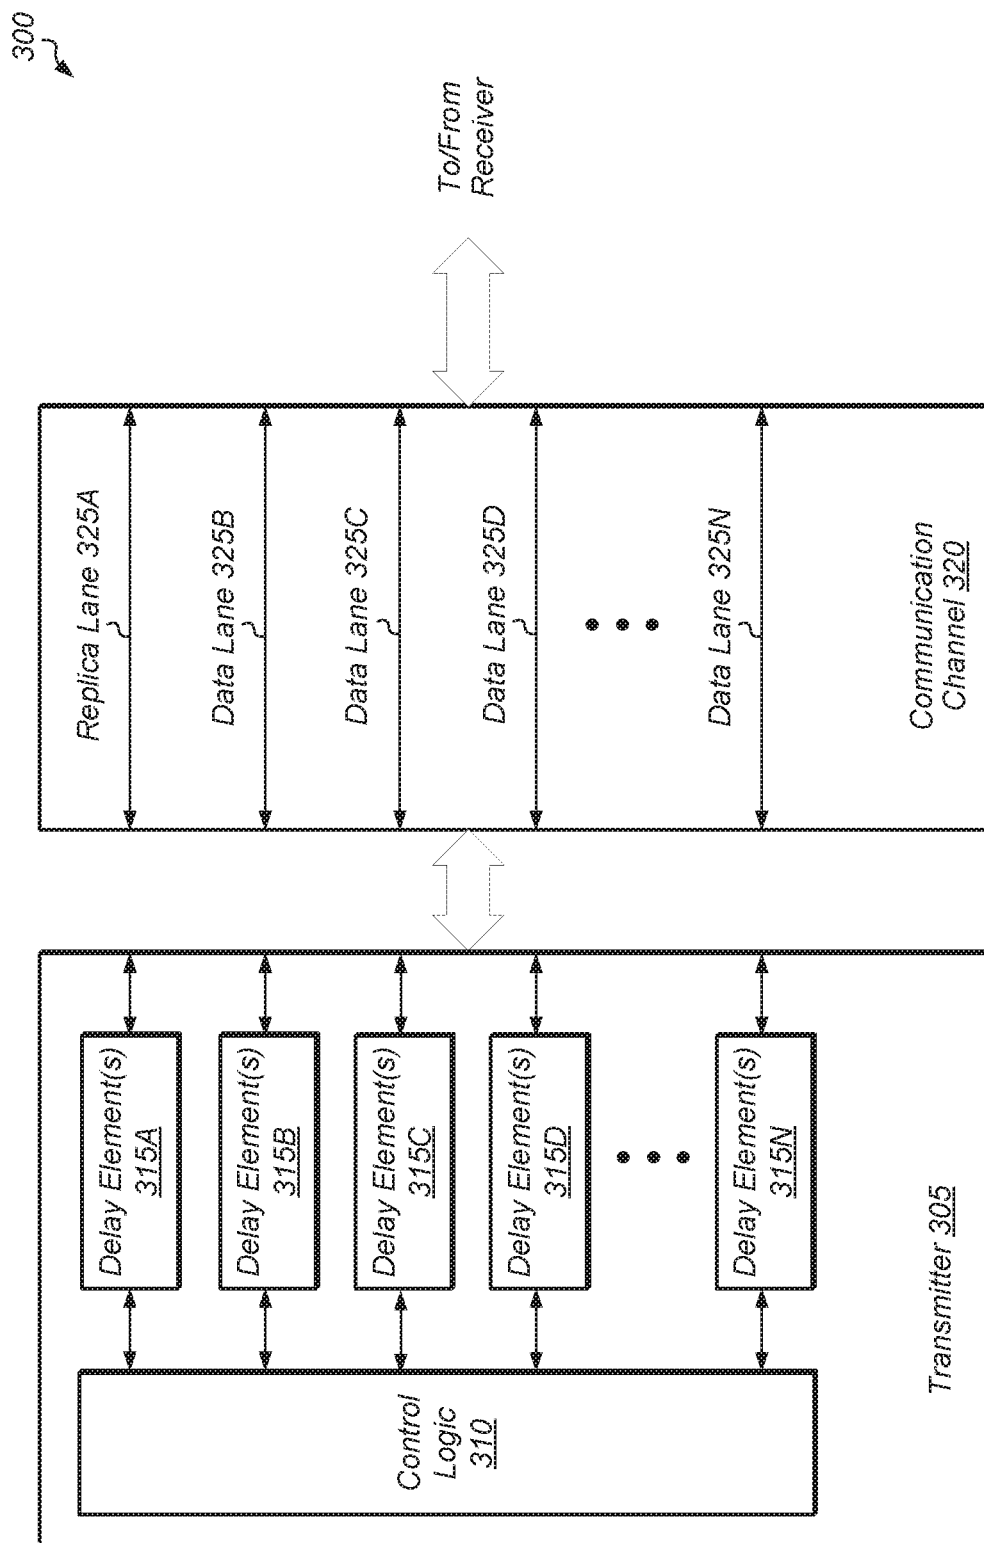 300
Control
Logic
310
Delay Element(s)
315A
Delay Element(s)
315B
Delay Element(s)
315C
Delay Element(s)
315D
Delay Element(s)
315N
Transmitter 305
Replica Lane 325A
Data Lane 325B
Data Lane 325C
Data Lane 325D
Data Lane 325N
Communication
Channel 320
To/From
Receiver